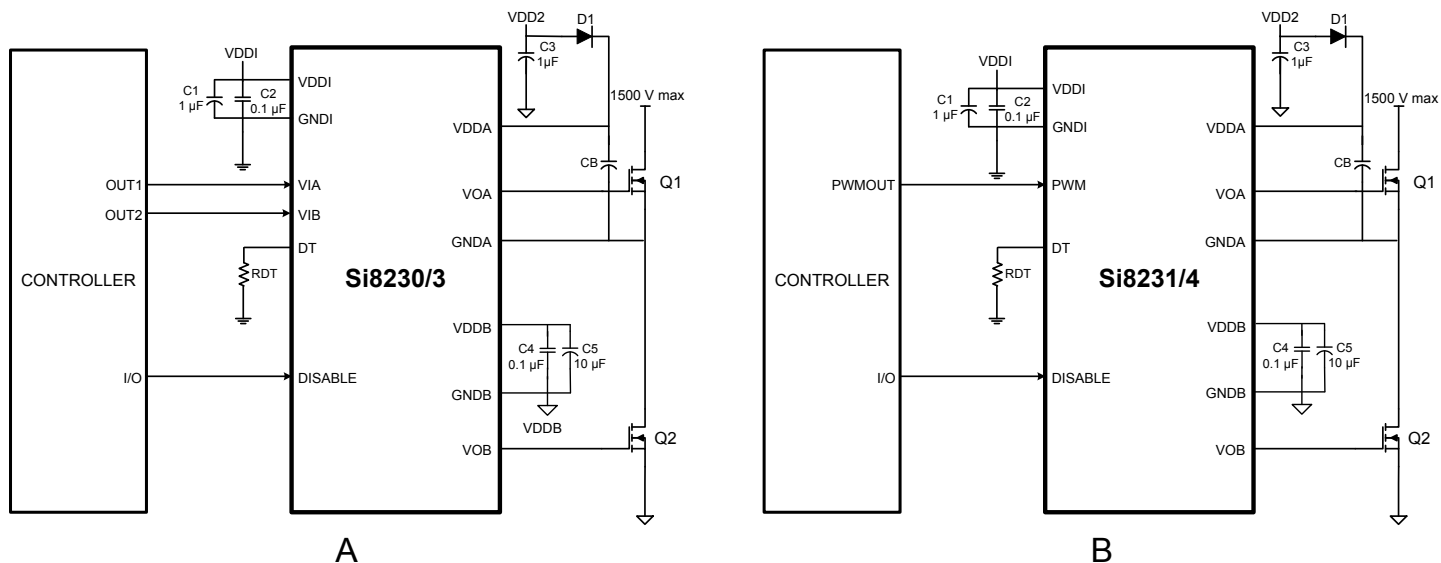 VDD2
D1
C3
1µF
VDDI
C1
1 µF
C2
0.1 µF
VDDI
GNDI
1500 V max
VDDA
CB
OUT1
VIA
VOA
Q1
OUT2
VIB
DT
GNDA
RDT
CONTROLLER
Si8230/3
VDDB
C4
0.1 µF
C5
10 µF
I/O
DISABLE
GNDB
VDDB
VOB
Q2
A
VDD2
D1
C3
1µF
VDDI
C1
1 µF
C2
0.1 µF
VDDI
GNDI
1500 V max
VDDA
CB
PWMOUT
PWM
VOA
Q1
DT
GNDA
RDT
CONTROLLER
Si8231/4
VDDB
C4
0.1 µF
C5
10 µF
I/O
DISABLE
GNDB
VOB
Q2
B